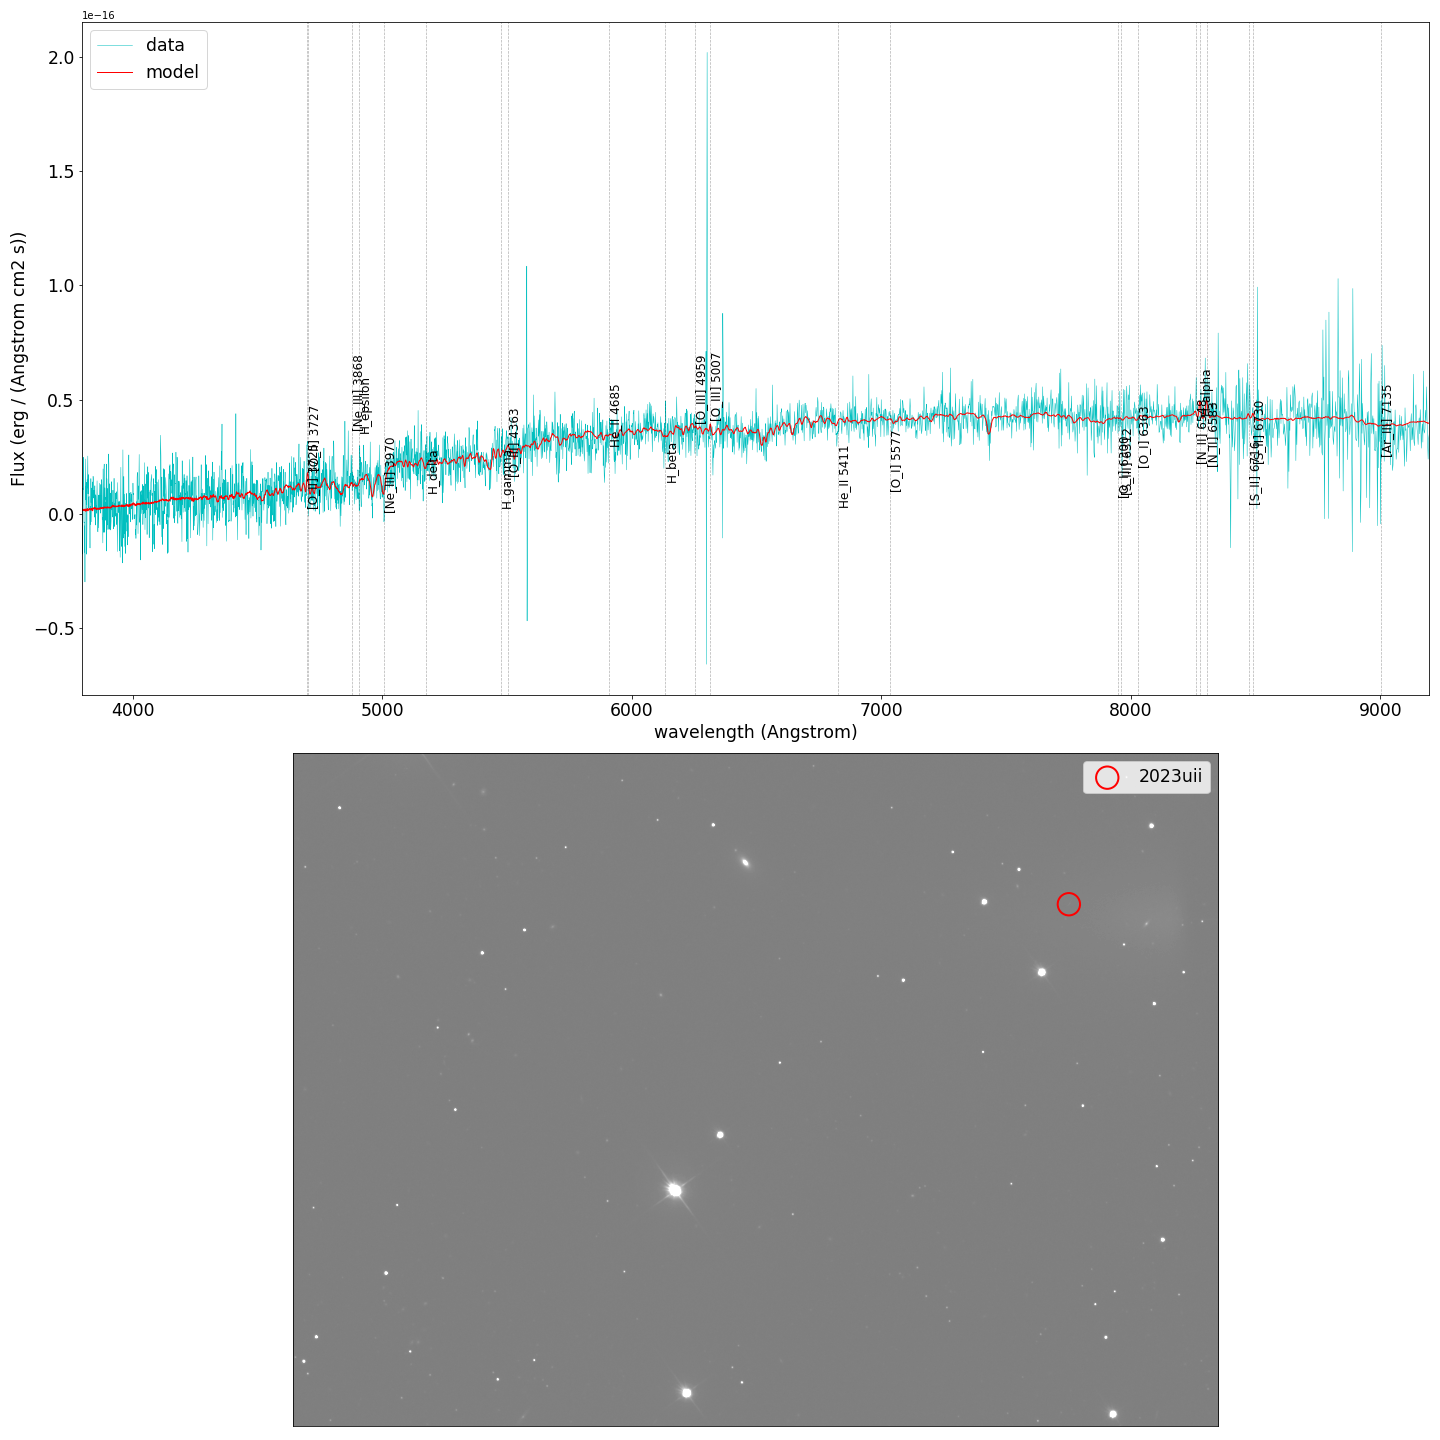 1e−16
data
model
2.0
1.5
1.0
0.5
0.0
−0.5
Flux (erg / (Angstrom cm2 s))
[Ne_III] 3868
H_epsilon
[Ne_III] 3970
H_delta
H_gamma
[O_III] 4363
He_II 4685
H_beta
[O_III] 4959
[O_III] 5007
He_II 5411
[O_I] 5577
[O_I] 6363
[N_II] 6583
[S_II] 6716
[S_II] 6730
[Ar_III] 7135
4000
5000
6000
7000
8000
9000
wavelength (Angstrom)
2023uii